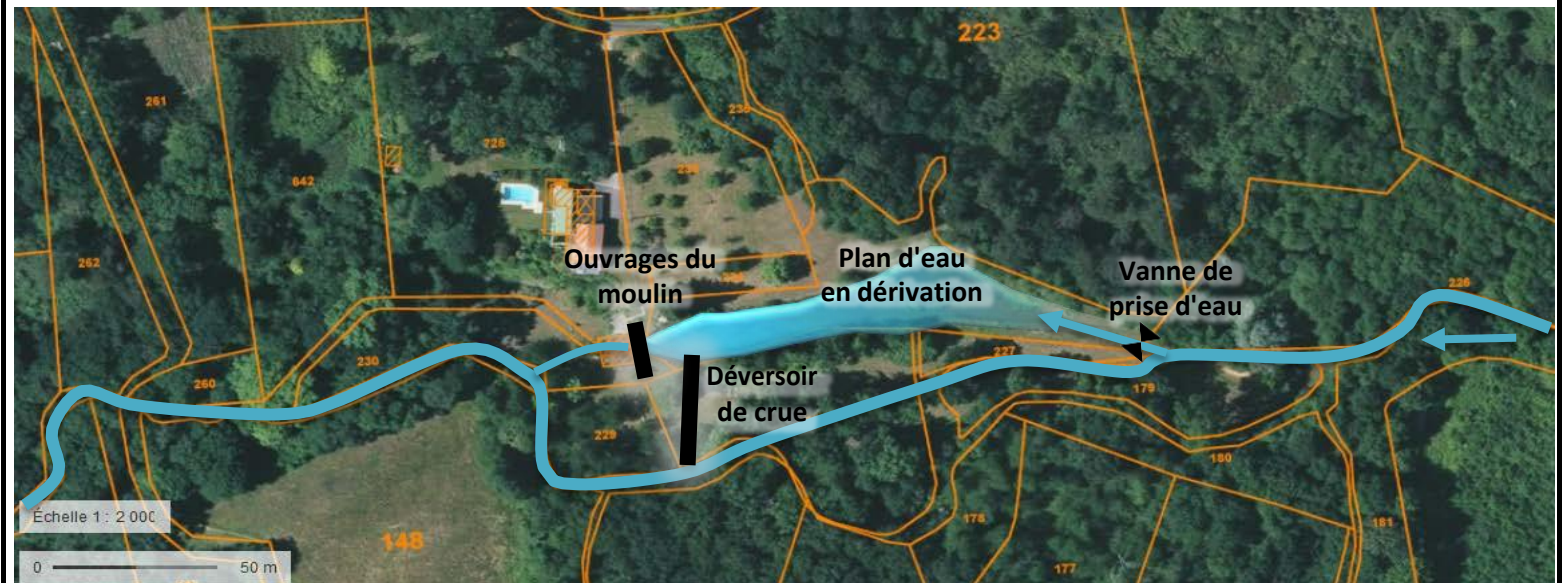 223
261
238
726
642
Ouvrages du
moulin
Plan d'eau
en dérivation
Vanne de
prise d'eau
226
262
230
227
260
179
Déversoir
de crue
229
180
Échelle 1 : 2 000
178
181
148
0 50 m
177